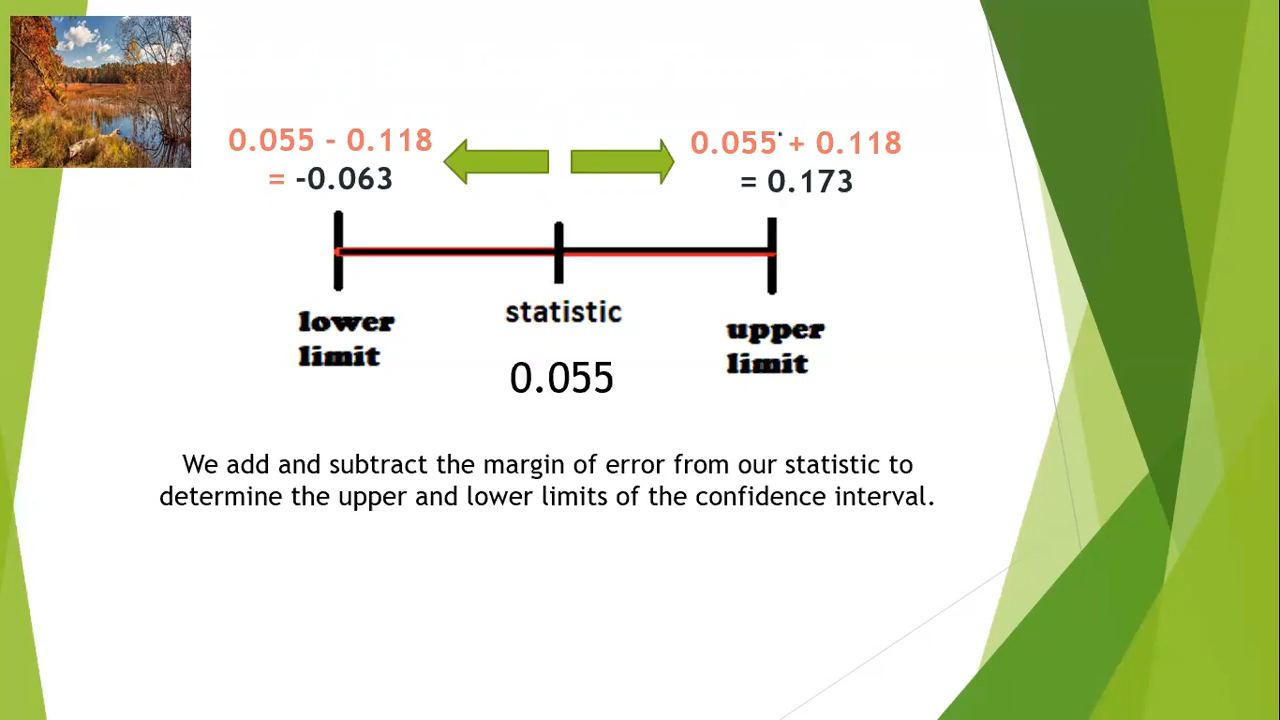 0.055 - 0.118
= -0.063
0.055 + 0.118
= 0.173
lower
limit
statistic
0.055
upper
limit
We add and subtract the margin of error from our statistic to
determine the upper and lower limits of the confidence interval.